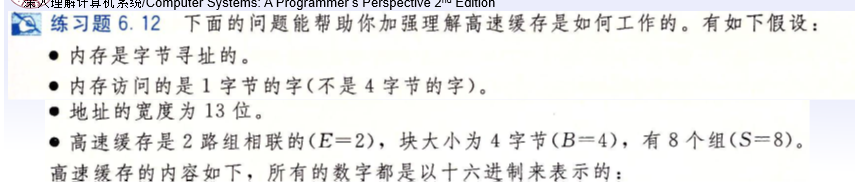 深入理解计算机系统/Computer Systems: A Programmer's Perspective 2nd Edition
练习题 6.12 下面的问题能帮助你加强理解高速缓存是如何工作的。有如下假设：
● 内存是字节寻址的。
● 内存访问的是 1 字节的字(不是 4 字节的字)。
● 地址的宽度为 13 位。
● 高速缓存是 2 路组相联的(E=2)，块大小为 4 字节(B=4)，有 8 个组(S=8)。
高速缓存的内容如下，所有的数字都是以十六进制来表示的：